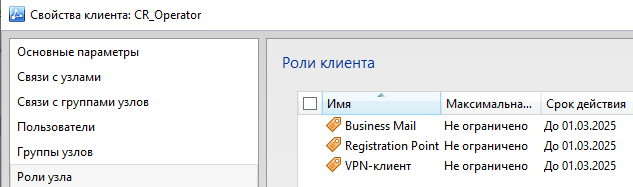 Свойства клиента: CR_Operator
Основные параметры
Связи с узлами
Связи с группами узлов
Пользователи
Группы узлов
Роли узла
Роли клиента
Имя Максимальна... Срок действия
Business Mail Не ограничено До 01.03.2025
Registration Point Не ограничено До 01.03.2025
VPN-клиент Не ограничено До 01.03.2025